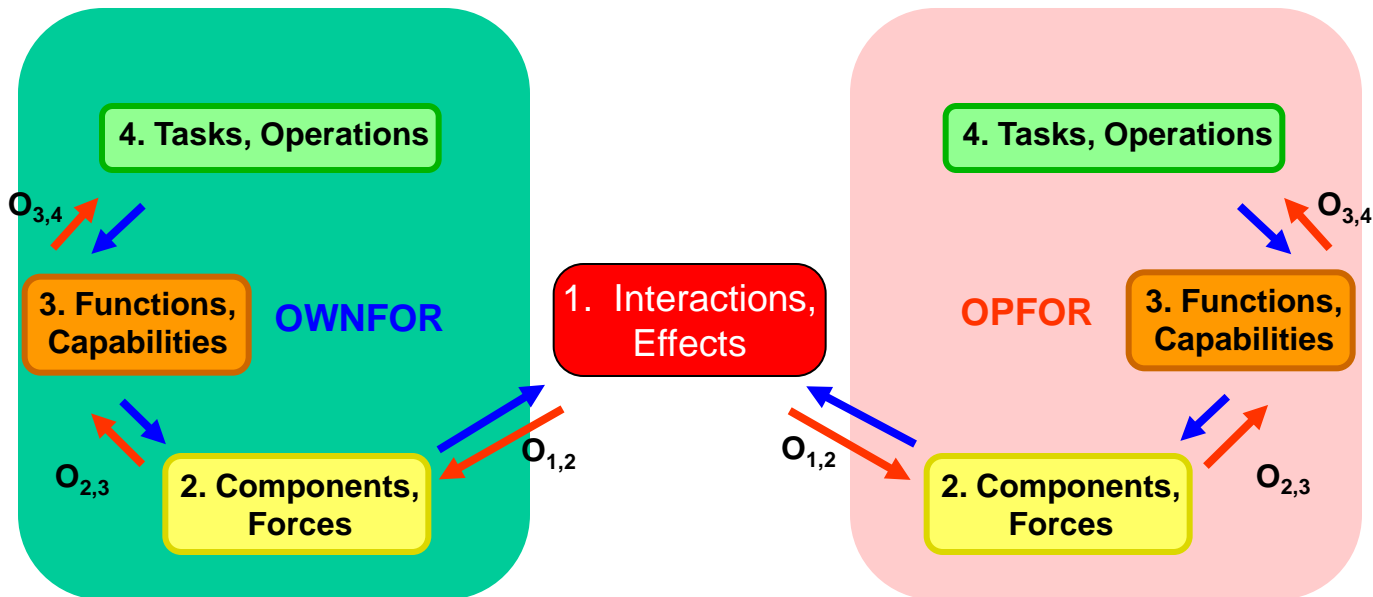 4. Tasks, Operations
O3,4
3. Functions,
Capabilities
OWNFOR
O2,3
2. Components,
Forces
O1,2
1. Interactions,
Effects
O1,2
4. Tasks, Operations
O3,4
OPFOR
3. Functions,
Capabilities
2. Components,
Forces
O2,3